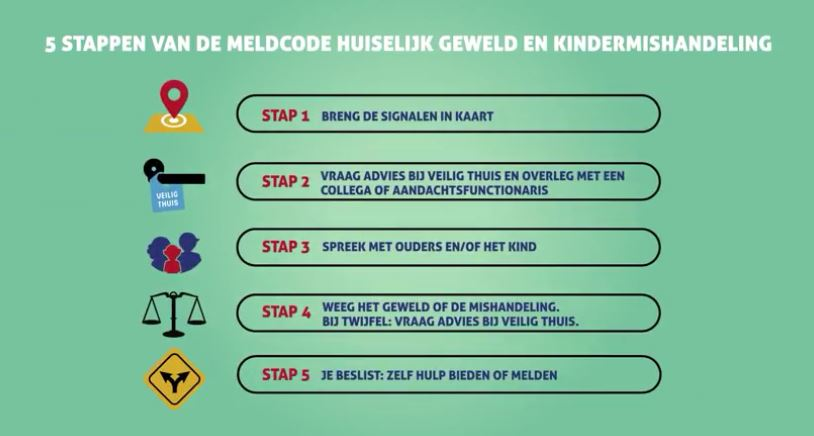 5 STAPPEN VAN DE MELDCODE HUISELIJK GEWELD EN KINDERMISHANDELING
STAP 1 BRENG DE SIGNALEN IN KAART
VEILIG
THUIS
STAP 2 VRAAG ADVIES BIJ VEILIG THUIS EN OVERLEG MET EEN
COLLEGA OF AANDACHTSFUNCTIONARIS
STAP 3 SPREEK MET OUDERS EN/OF HET KIND
STAP 4 WEEG HET GEWELD OF DE MISHANDELING.
BIJ TWIJFEL: VRAAG ADVIES BIJ VEILIG THUIS.
STAP 5 JE BESLIST: ZELF HULP BIEDEN OF MELDEN